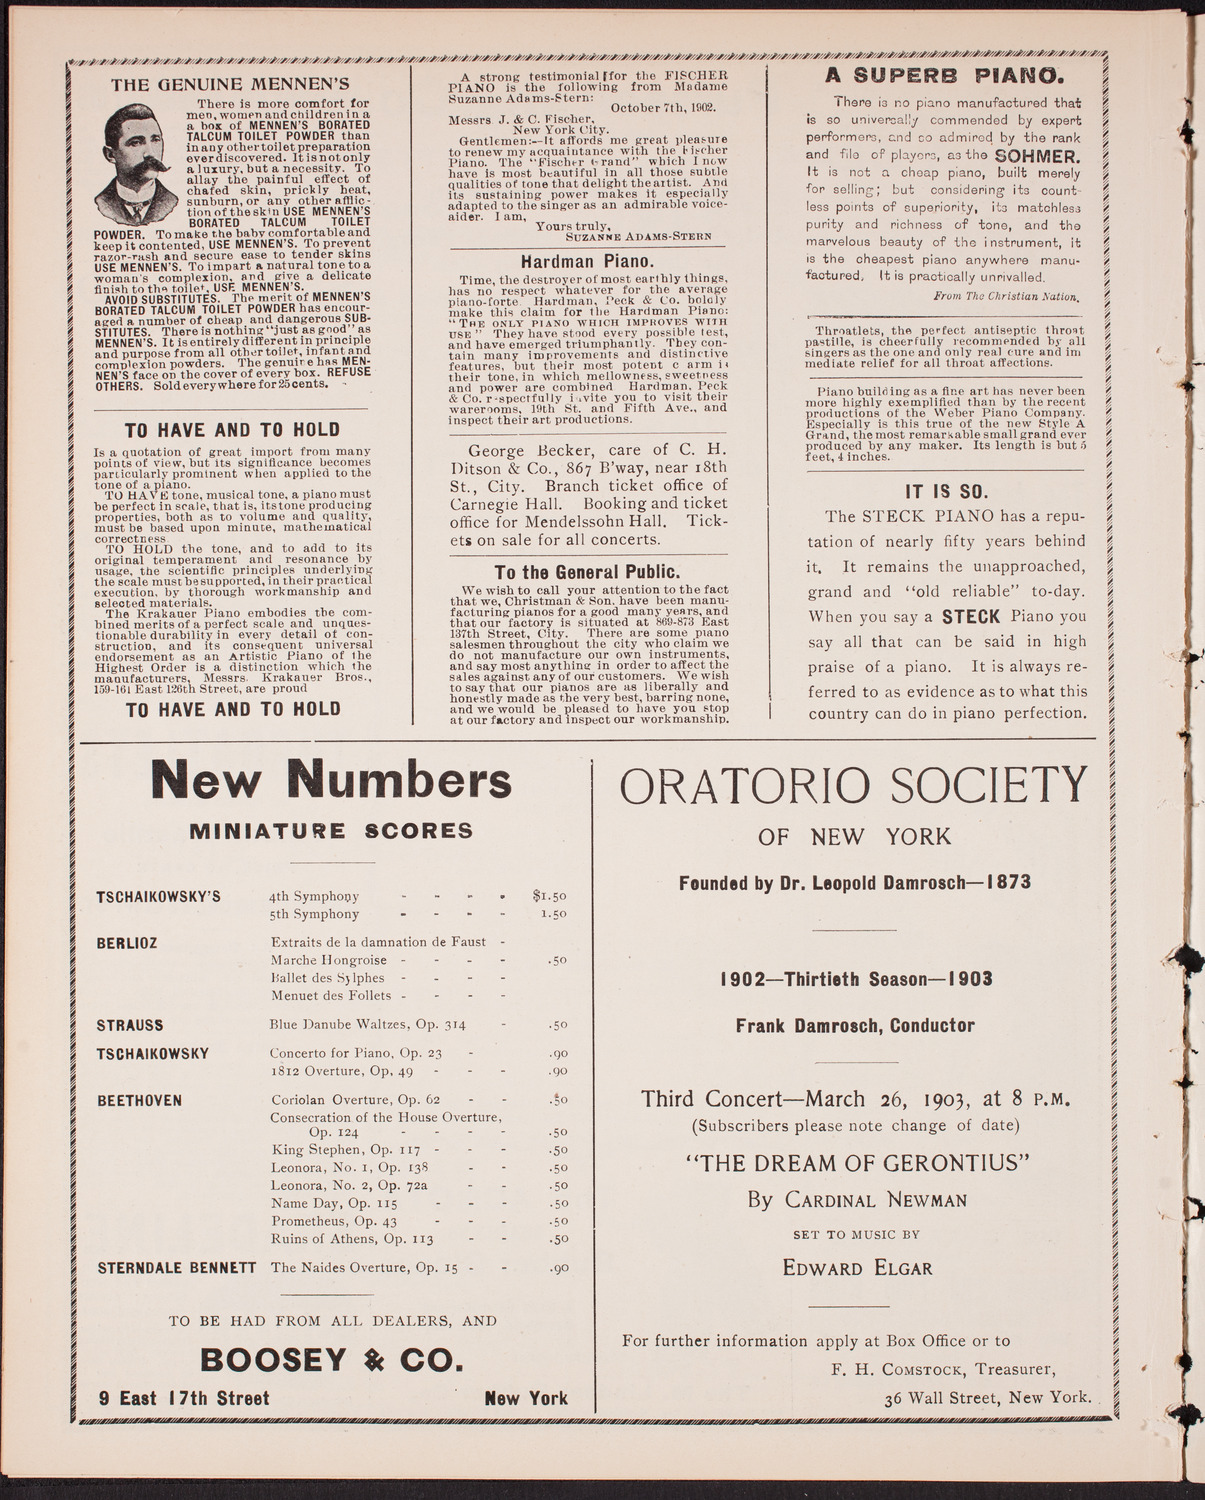 THE GENUINE MENNEN'S
There is more comfort for
men, women and children in a
a box of MENNEN'S BORATED
TALCUM TOILET POWDER than
in any other toilet preparation
ever discovered. It is not only
a luxury, but a necessity. To
allay the painful effect of
chafed skin, prickly heat,
sunburn, or any other afflic-
tion of the skin USE MENNEN'S
BORATED TALCUM TOILET
POWDER. To make the baby comfortable and
keep it contented, USE MENNEN'S. To prevent
razor-rash and secure ease to tender skins
USE MENNEN'S. To impart a natural tone to a
woman's complexion, and give a delicate
finish to the toilet, USE MENNEN'S.
AVOID SUBSTITUTES. The merit of MENNEN'S
BORATED TALCUM TOILET POWDER has encour-
aged a number of cheap and dangerous SUB-
STITUTES. There is nothing "just as good" as
MENNEN'S. It is entirely different in principle
and purpose from all other toilet, infant and
complexion powders. The genuine has MEN-
NEN'S face on the cover of every box. REFUSE
OTHERS. Sold everywhere for 25 cents.
TO HAVE AND TO HOLD
Is a quotation of great import from many
points of view, but its significance becomes
particularly prominent when applied to the
tone of a piano.
TO HAVE tone, musical tone, a piano must
be perfect in scale, that is, its tone producing
properties, both as to volume and quality,
must be based upon minute, mathematical
correctness
TO HOLD the tone, and to add to its
original temperament and resonance by
usage, the scientific principles underlying
the scale must be supported, in their practical
execution, by thorough workmanship and
selected materials.
The Krakauer Piano embodies the com-
bined merits of a perfect scale and unques-
tionable durability in every detail of con-
struction, and its consequent universal
endorsement as an Artistic Piano of the
Highest Order is a distinction which the
manufacturers, Messrs. Krakauer Bros.,
159-161 East 126th Street, are proud
TO HAVE AND TO HOLD
A strong testimonial for the FISCHER
PIANO is the following from Madame
Suzanne Adams-Stern:
October 7th, 1902.
Messrs J. & C. Fischer,
New York City.
Gentlemen:—It affords me great pleasure
to renew my acquaintance with the Fischer
Piano. The "Fischer Grand" which I now
have is most beautiful in all those subtle
qualities of tone that delight the artist. And
its sustaining power makes it especially
adapted to the singer as an admirable voice-
aider. I am,
Yours truly,
SUZANNE ADAMS-STERN
Hardman Piano.
Time, the destroyer of most earthly things,
has no respect whatever for the average
piano-forte. Hardman, Peck & Co. boldly
make this claim for the Hardman Piano:
"THE ONLY PIANO WHICH IMPROVES WITH
USE" They have stood every possible test,
and have emerged triumphantly. They con-
tain many improvements and distinctive
features, but their most potent c arm is
their tone, in which mellowness, sweetness
and power are combined Hardman, Peck
& Co. r spectfully i vite you to visit their
warerooms, 19th St. and Fifth Ave., and
inspect their art productions.
George Becker, care of C. H.
Ditson & Co., 867 B'way, near 18th
St., City. Branch ticket office of
Carnegie Hall. Booking and ticket
office for Mendelssohn Hall. Tick-
ets on sale for all concerts.
To the General Public.
We wish to call your attention to the fact
that we, Christman & Son, have been manu-
facturing pianos for a good many years, and
that our factory is situated at 869-873 East
137th Street, City. There are some piano
salesmen throughout the city who claim we
do not manufacture our own instruments,
and say most anything in order to affect the
sales against any of our customers. We wish
to say that our pianos are as liberally and
honestly made as the very best, barring none,
and we would be pleased to have you stop
at our factory and inspect our workmanship.
A SUPERB PIANO.
There is no piano manufactured that
is so universally commended by expert
performers, and so admired by the rank
and file of players, as the SOHMER.
It is not a cheap piano, built merely
for selling; but considering its count-
less points of superiority, its matchless
purity and richness of tone, and the
marvelous beauty of the instrument, it
is the cheapest piano anywhere manu-
factured. It is practically unrivalled.
From The Christian Nation.
Throatlets, the perfect antiseptic throat
pastille, is cheerfully recommended by all
singers as the one and only real cure and im
mediate relief for all throat affections.
Piano building as a fine art has never been
more highly exemplified than by the recent
productions of the Weber Piano Company.
Especially is this true of the new Style A
Grand, the most remarkable small grand ever
produced by any maker. Its length is but 5
feet, 4 inches.
IT IS SO.
The STECK PIANO has a repu-
tation of nearly fifty years behind
it. It remains the unapproached,
grand and "old reliable" to-day.
When you say a STECK Piano you
say all that can be said in high
praise of a piano. It is always re-
ferred to as evidence as to what this
country can do in piano perfection.
New Numbers
MINIATURE SCORES
TSCHAIKOWSKY'S 4th Symphony - - - - $1.50
5th Symphony - - - - 1.50
BERLIOZ Extraits de la damnation de Faust -
Marche Hongroise - - - - .50
Ballet des Sylphes - - - -
Menuet des Follets - - - -
STRAUSS Blue Danube Waltzes, Op. 314 - .50
TSCHAIKOWSKY Concerto for Piano, Op. 23 - .90
1812 Overture, Op. 49 - - - .90
BEETHOVEN Coriolan Overture, Op. 62 - - .50
Consecration of the House Overture,
Op. 124 - - - - .50
King Stephen, Op. 117 - - - .50
Leonora, No. 1, Op. 138 - - .50
Leonora, No. 2, Op. 72a - - .50
Name Day, Op. 115 - - - .50
Prometheus, Op. 43 - - - .50
Ruins of Athens, Op. 113 - - .50
STERNDALE BENNETT The Naides Overture, Op. 15 - - .90
TO BE HAD FROM ALL DEALERS, AND
BOOSEY & CO.
9 East 17th Street New York
ORATORIO SOCIETY
OF NEW YORK
Founded by Dr. Leopold Damrosch—1873
1902—Thirtieth Season—1903
Frank Damrosch, Conductor
Third Concert—March 26, 1903, at 8 P.M.
(Subscribers please note change of date)
"THE DREAM OF GERONTIUS"
By CARDINAL NEWMAN
SET TO MUSIC BY
EDWARD ELGAR
For further information apply at Box Office or to
F. H. COMSTOCK, Treasurer,
36 Wall Street, New York.